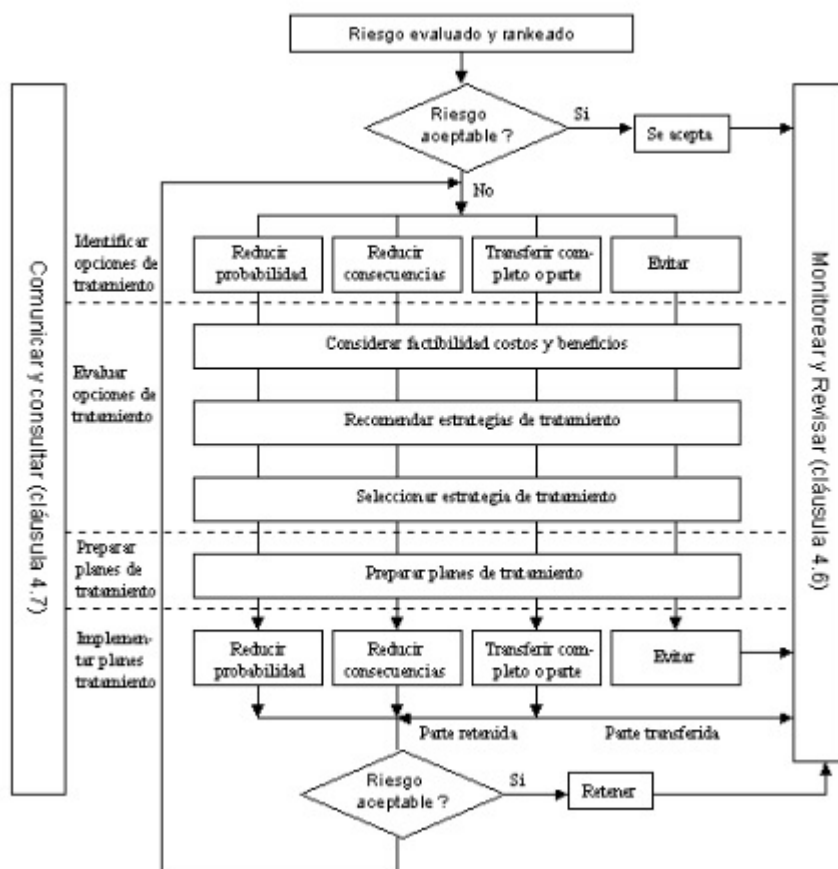 Riesgo evaluado y rankeado
Riesgo
aceptable ?
Si
Se acepta
No
Identificar
opciones de
tratamiento
Reducir
probabilidad
Reducir
consecuencias
Transferir com-
pleto o parte
Evitar
Considerar factibilidad costos y beneficios
Evaluar
opciones de
tratamiento
Recomendar estrategias de tratamiento
Seleccionar estrategia de tratamiento
Preparar
planes de
tratamiento
Preparar planes de tratamiento
Implemen-
tar planes
tratamiento
Reducir
probabilidad
Reducir
consecuencias
Transferir com-
pleto o parte
Evitar
Parte retenida
Parte transferida
Riesgo
aceptable ?
Si
Retener
Comunicar y consultar (cláusula 4.7)
Monitorear y Revisar (cláusula 4.6)